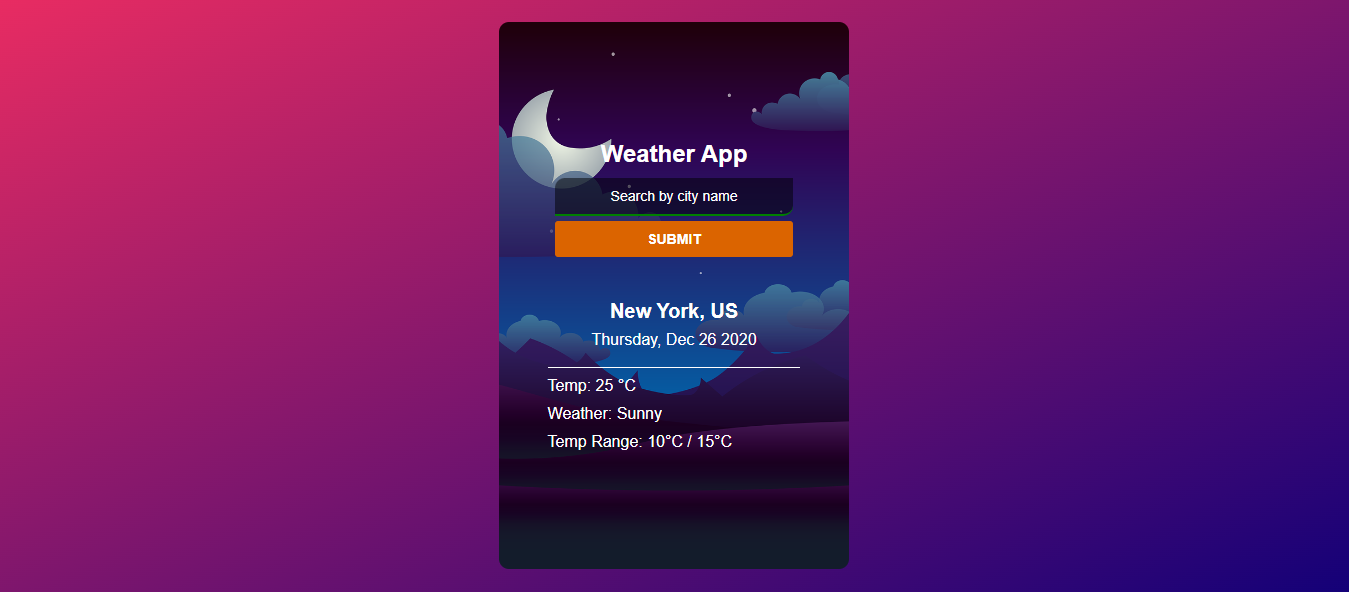 Weather App
Search by city name
SUBMIT
New York, US
Thursday, Dec 26 2020
Temp: 25 °C
Weather: Sunny
Temp Range: 10°C / 15°C